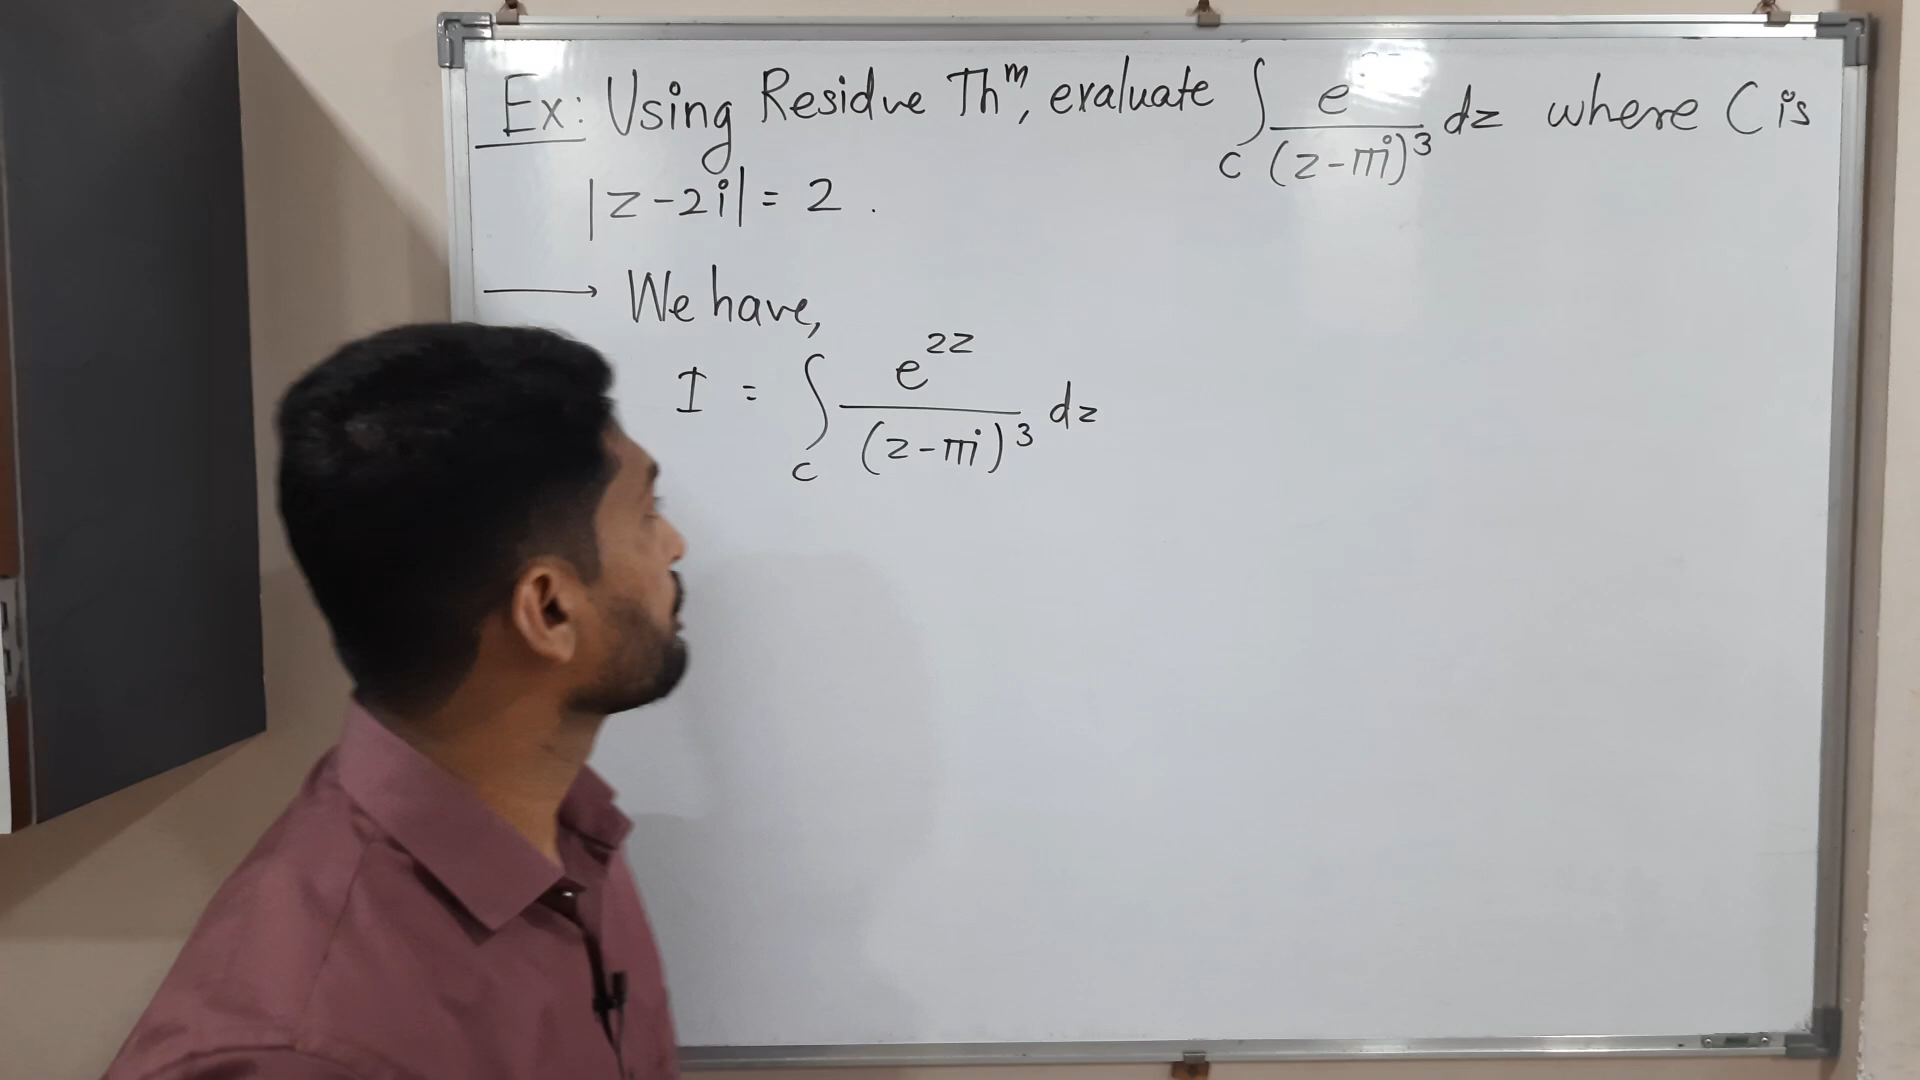 Ex: Using Residue Thᵐ, evaluate ∫_C e/(z-πi)³ dz where C is
|z-2i| = 2 .
→ We have,
I = ∫_C e^{2z}/(z-πi)³ dz